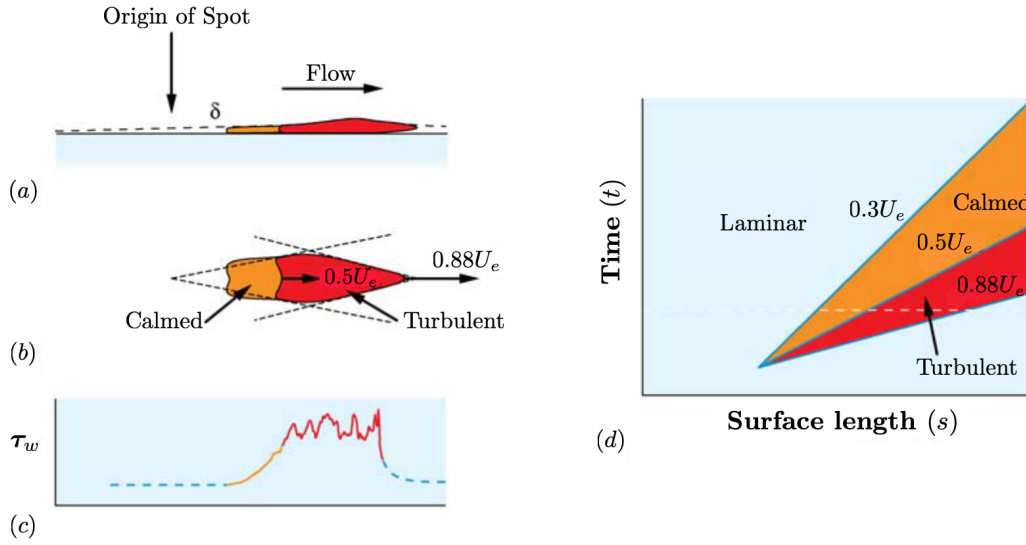 Origin of Spot
Flow
δ
(a)
0.88U_e
0.5U_e
Calmed
Turbulent
(b)
τ_w
(c)
Time (t)
Laminar
0.3U_e
Calmed
0.5U_e
0.88U_e
Turbulent
Surface length (s)
(d)